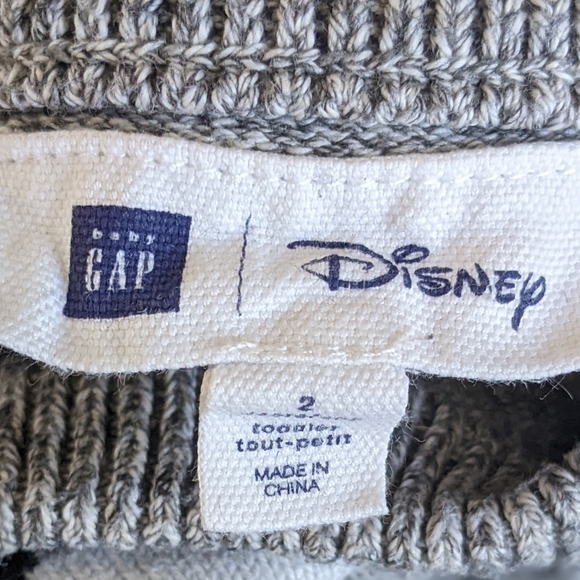 baby
GAP
Disney
2
toddler
tout-petit
MADE IN
CHINA